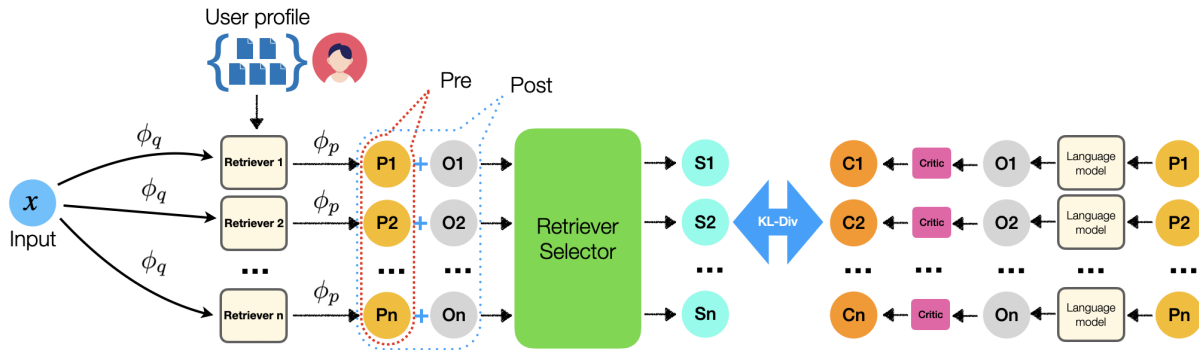 User profile
Pre
Post
ϕq
Retriever 1
ϕp
P1 + O1
S1
C1
Critic
O1
Language
model
P1
x
Input
ϕq
Retriever 2
ϕp
P2 + O2
Retriever
Selector
S2
KL-Div
C2
Critic
O2
Language
model
P2
ϕq
...
...
...
...
...
...
...
...
Retriever n
ϕp
Pn + On
Sn
Cn
Critic
On
Language
model
Pn